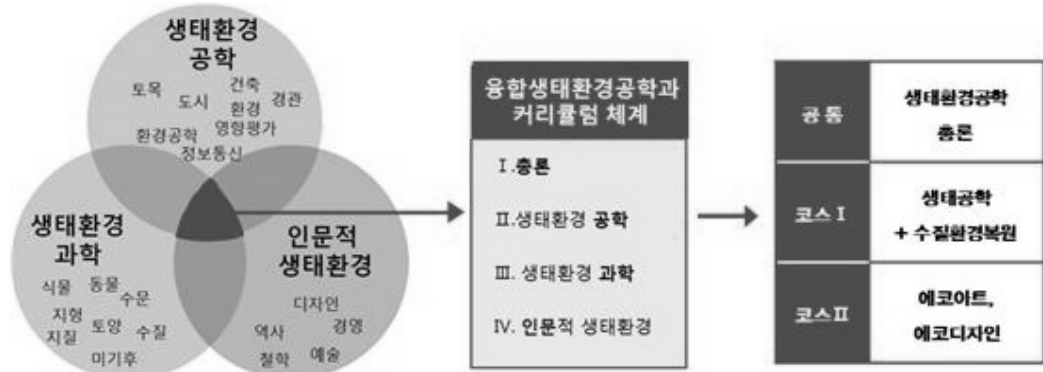 생태환경
공학
토목
건축
도시
환경
경관
영향평가
환경공학
정보통신
생태환경
과학
식물
동물
수문
지형
지질
토양
수질
미기후
인문적
생태환경
디자인
역사
경영
철학
예술
융합생태환경공학과
커리큘럼 체계
Ⅰ.총론
Ⅱ.생태환경 공학
Ⅲ. 생태환경 과학
Ⅳ. 인문적 생태환경
공통
생태환경공학
총론
코스Ⅰ
생태공학
+ 수질환경복원
코스Ⅱ
에코아트,
에코디자인